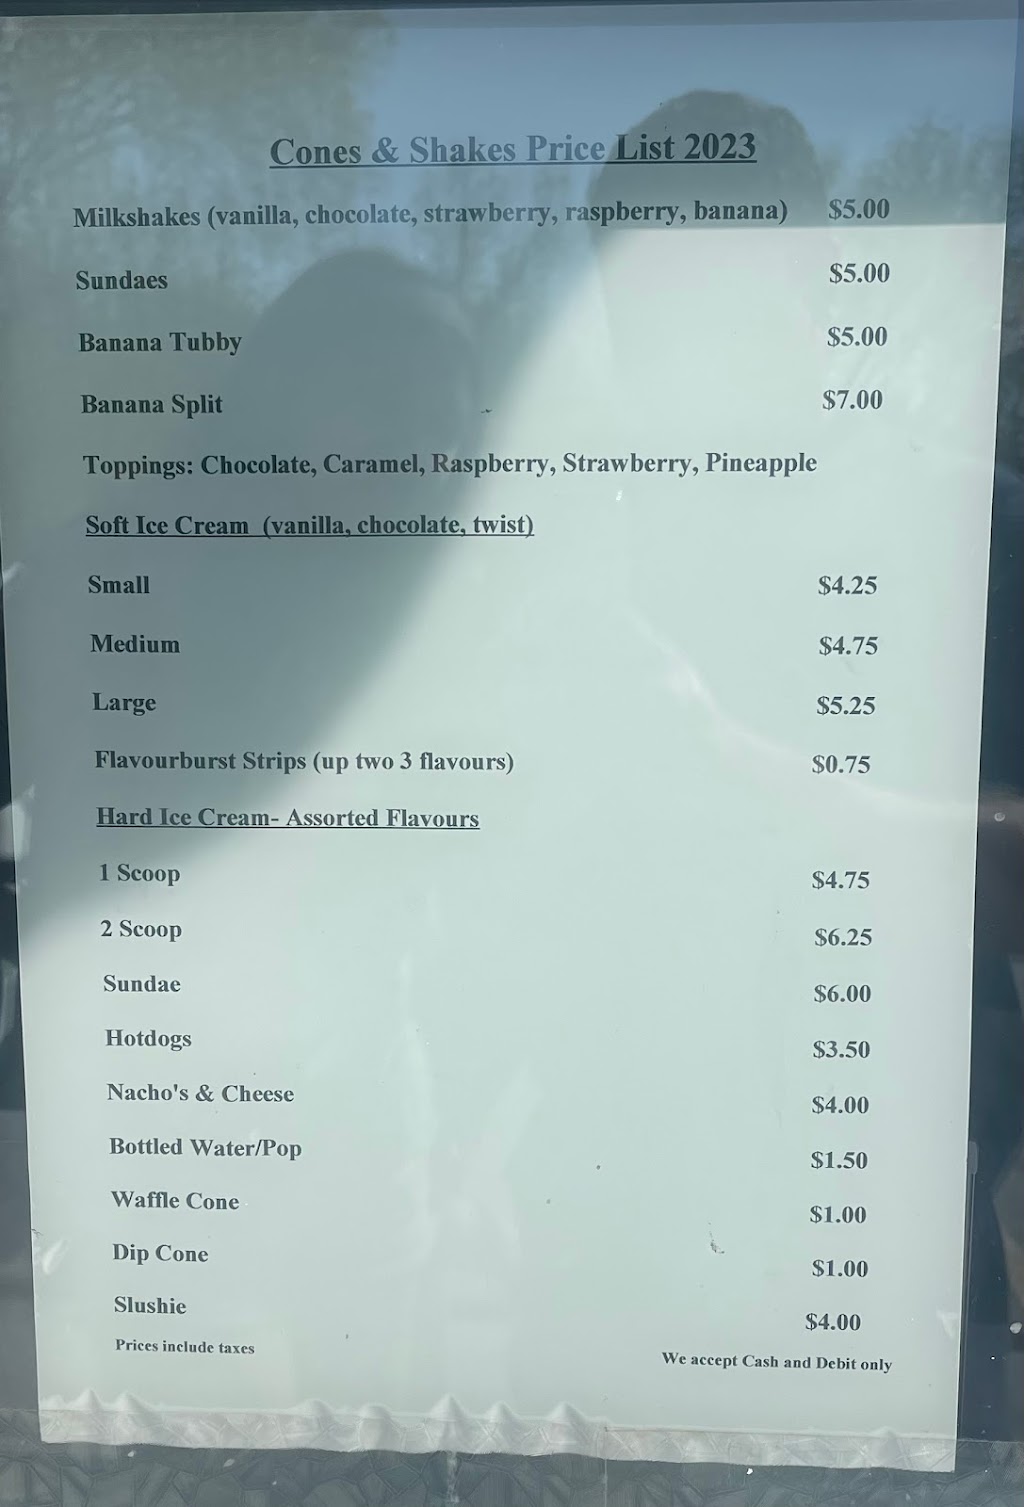 Cones & Shakes Price List 2023
Milkshakes (vanilla, chocolate, strawberry, raspberry, banana) $5.00
Sundaes $5.00
Banana Tubby $5.00
Banana Split $7.00
Toppings: Chocolate, Caramel, Raspberry, Strawberry, Pineapple
Soft Ice Cream (vanilla, chocolate, twist)
Small $4.25
Medium $4.75
Large $5.25
Flavourburst Strips (up two 3 flavours) $0.75
Hard Ice Cream- Assorted Flavours
1 Scoop $4.75
2 Scoop $6.25
Sundae $6.00
Hotdogs $3.50
Nacho's & Cheese $4.00
Bottled Water/Pop $1.50
Waffle Cone $1.00
Dip Cone $1.00
Slushie $4.00
Prices include taxes We accept Cash and Debit only